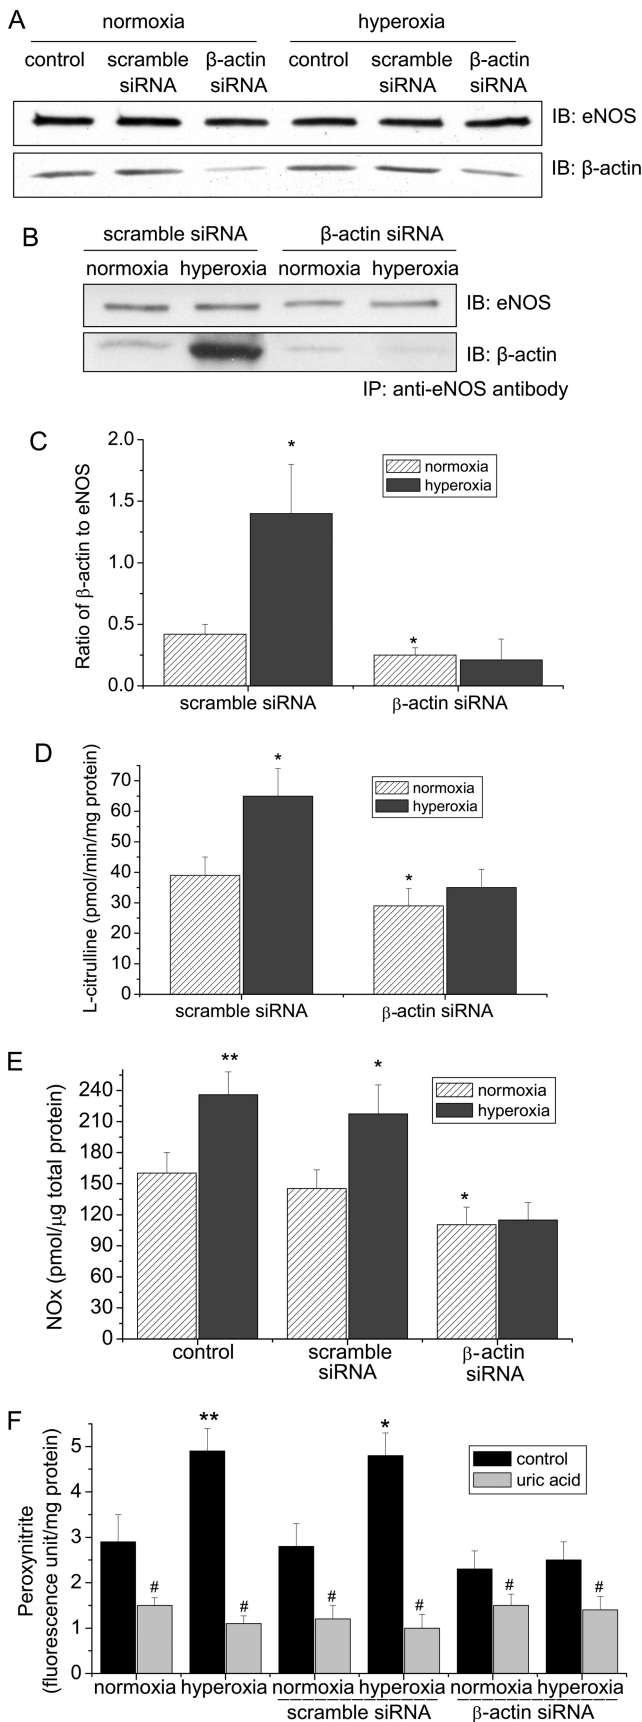 A
normoxia hyperoxia
control scramble siRNA β-actin siRNA control scramble siRNA β-actin siRNA
IB: eNOS
IB: β-actin
B
scramble siRNA β-actin siRNA
normoxia hyperoxia normoxia hyperoxia
IB: eNOS
IB: β-actin
IP: anti-eNOS antibody
C
Ratio of β-actin to eNOS
2.0
1.5
1.0
0.5
0.0
*
*
normoxia
hyperoxia
scramble siRNA β-actin siRNA
D
L-citrulline (pmol/min/mg protein)
70
60
50
40
30
20
10
0
*
*
normoxia
hyperoxia
scramble siRNA β-actin siRNA
E
NOx (pmol/μg total protein)
240
210
180
150
120
90
60
30
0
**
*
*
normoxia
hyperoxia
control scramble siRNA β-actin siRNA
F
Peroxynitrite
(fluorescence unit/mg protein)
5
4
3
2
1
0
** *
# # # # # #
control
uric acid
normoxia hyperoxia normoxia hyperoxia normoxia hyperoxia
scramble siRNA β-actin siRNA